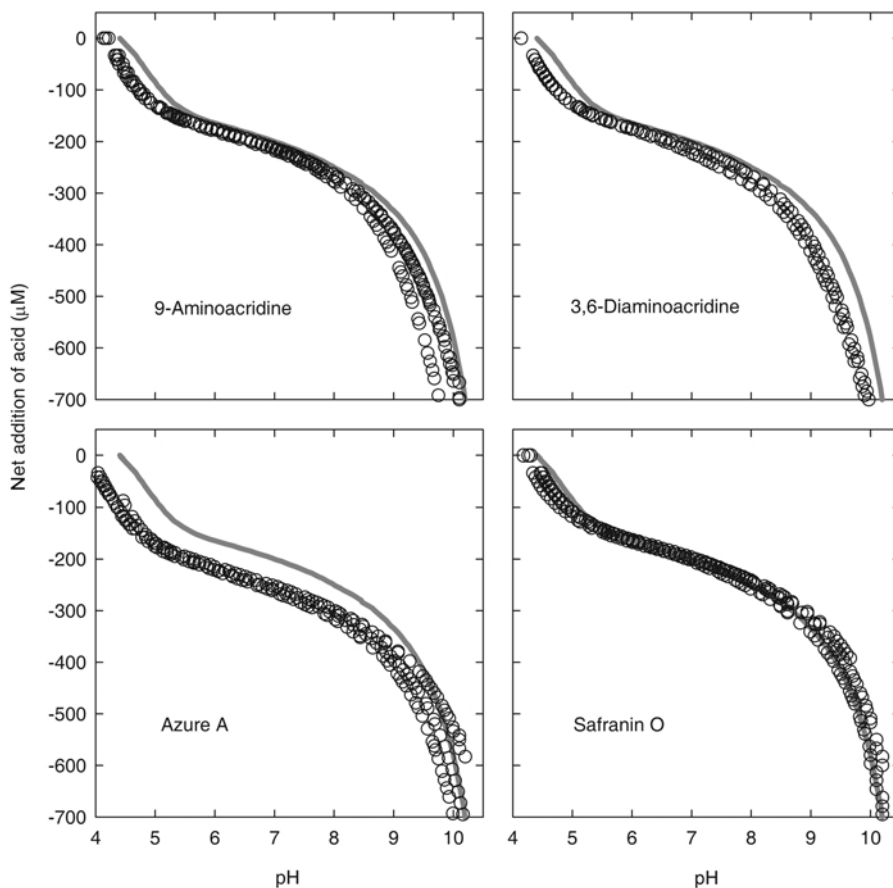 0
-100
-200
-300
-400
-500
-600
-700
9-Aminoacridine
3,6-Diaminoacridine
Net addition of acid (μM)
0
-100
-200
-300
-400
-500
-600
-700
Azure A
Safranin O
4 5 6 7 8 9 10
4 5 6 7 8 9 10
pH
pH